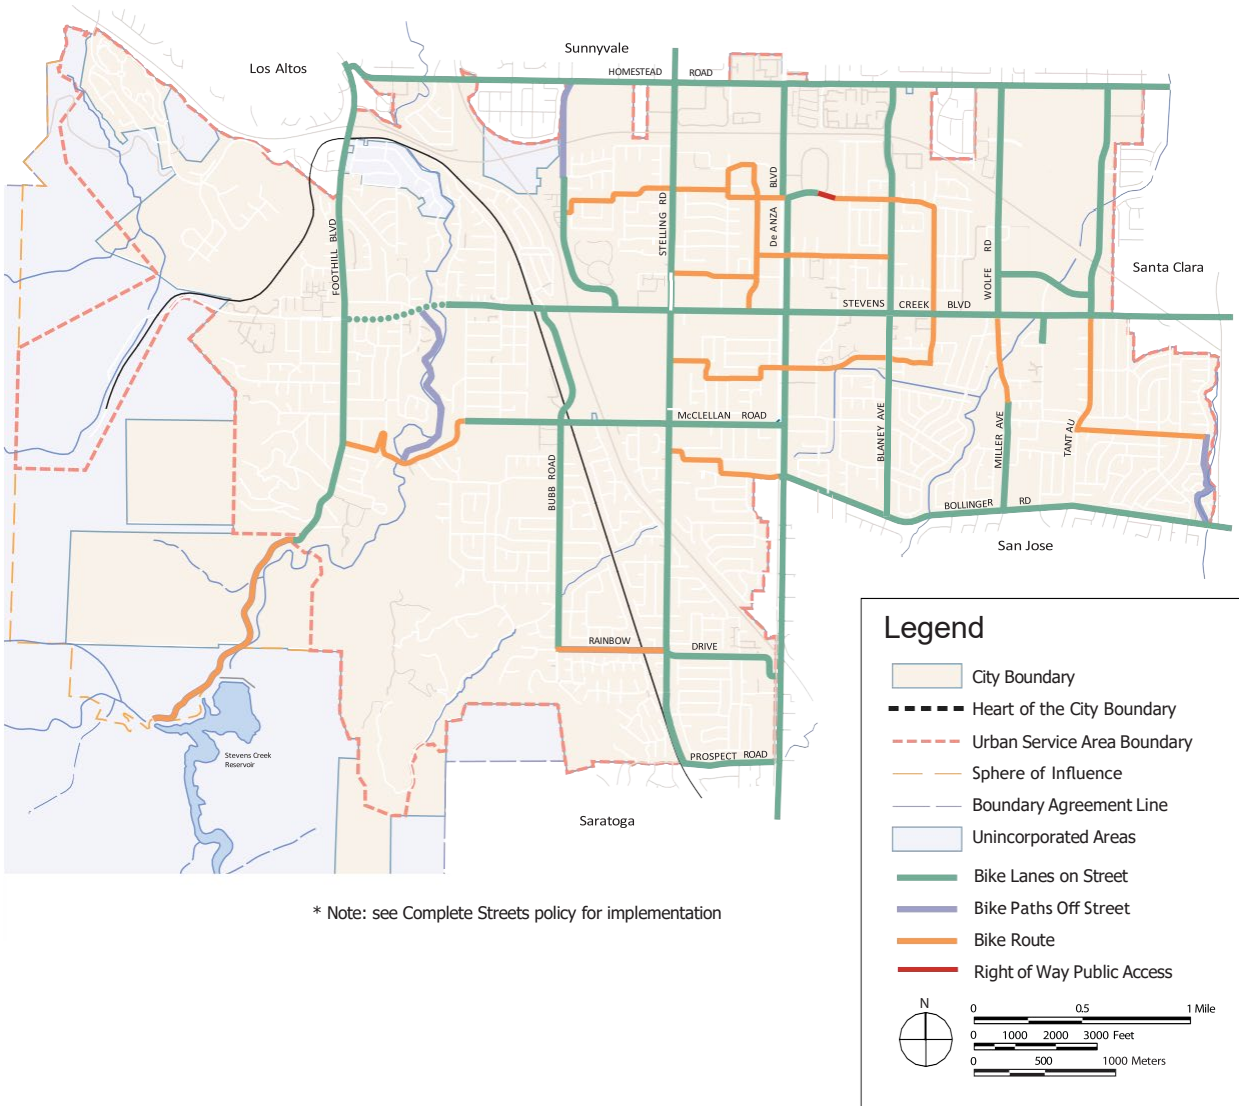 Sunnyvale
Los Altos
HOMESTEAD ROAD
FOOTHILL BLVD
STELLING RD
De ANZA BLVD
WOLFE RD
Santa Clara
STEVENS CREEK BLVD
McCLELLAN ROAD
BUBB ROAD
BLANEY AVE
MILLER AVE
TANTAU
BOLLINGER RD
San Jose
RAINBOW DRIVE
PROSPECT ROAD
Stevens Creek
Reservoir
Saratoga
* Note: see Complete Streets policy for implementation
Legend
City Boundary
Heart of the City Boundary
Urban Service Area Boundary
Sphere of Influence
Boundary Agreement Line
Unincorporated Areas
Bike Lanes on Street
Bike Paths Off Street
Bike Route
Right of Way Public Access
N
0 0.5 1 Mile
0 1000 2000 3000 Feet
0 500 1000 Meters